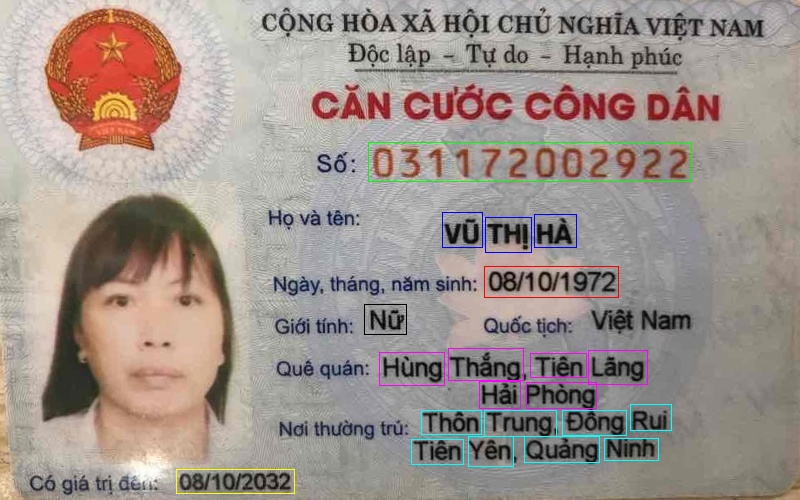 CỘNG HÒA XÃ HỘI CHỦ NGHĨA VIỆT NAM
Độc lập - Tự do - Hạnh phúc
CĂN CƯỚC CÔNG DÂN
Số: 031172002922
Họ và tên: VŨ THỊ HÀ
Ngày, tháng, năm sinh: 08/10/1972
Giới tính: Nữ Quốc tịch: Việt Nam
Quê quán: Hùng Thắng, Tiên Lãng
Hải Phòng
Nơi thường trú: Thôn Trung, Đồng Rui
Tiên Yên, Quảng Ninh
Có giá trị đến: 08/10/2032